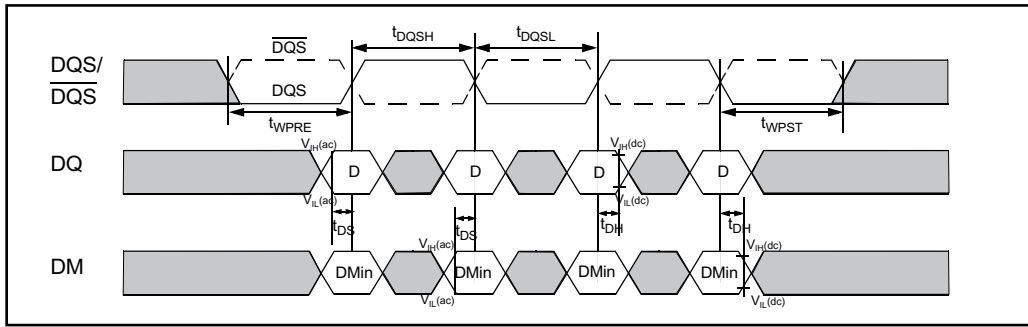 tDQSH tDQSL
DQS
DQS/
DQS
DQS
tWPRE tWPST
VIH(ac) VIH(dc)
DQ D D D D
VIL(ac) VIL(dc)
tDS tDS tDH tDH
VIH(ac) VIH(dc)
DM DMin DMin DMin DMin
VIL(ac) VIL(dc)